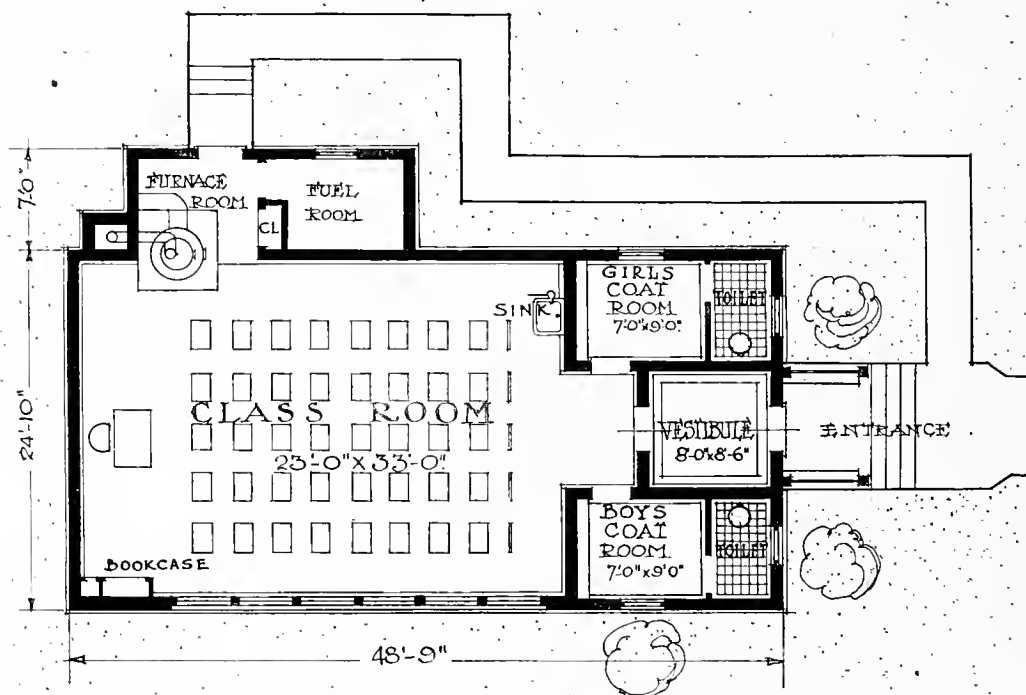 7'-0"
FURNACE
ROOM
FUEL
ROOM
CL
24'-10"
GIRLS
COAT
ROOM
7'-0"x9'-0"
TOILET
SINK
CLASS ROOM
23'-0" X 33'-0"
VESTIBULE
8'-0"x8'-6"
ENTRANCE
BOYS
COAT
ROOM
7'-0"x9'-0"
TOILET
BOOKCASE
48'-9"